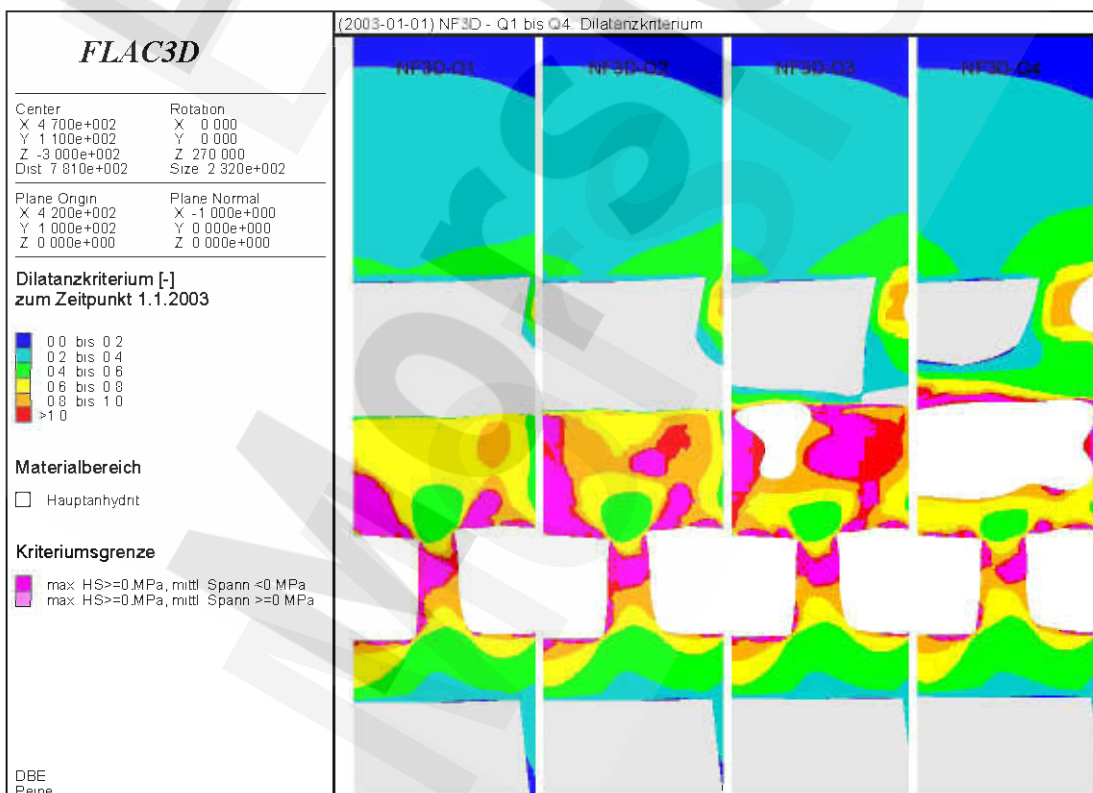 (2003-01-01) NF3D - Q1 bis Q4 Dilatanzkriterium
FLAC3D
Center Rotation
X 4 700e+002 X 0 000
Y 1 100e+002 Y 0 000
Z -3 000e+002 Z 270 000
Dist 7 810e+002 Size 2 320e+002
Plane Origin Plane Normal
X 4 200e+002 X -1 000e+000
Y 1 000e+002 Y 0 000e+000
Z 0 000e+000 Z 0 000e+000
Dilatanzkriterium [-]
zum Zeitpunkt 1.1.2003
0 0 bis 0 2
0 2 bis 0 4
0 4 bis 0 6
0 6 bis 0 8
0 8 bis 1 0
>1 0
Materialbereich
Hauptanhydrit
Kriteriumsgrenze
max HS>=0.MPa, mittl Spann <0 MPa
max HS>=0.MPa, mittl Spann >=0 MPa
DBE
Peine
NF3D-Q1 NF3D-Q2 NF3D-Q3 NF3D-Q4